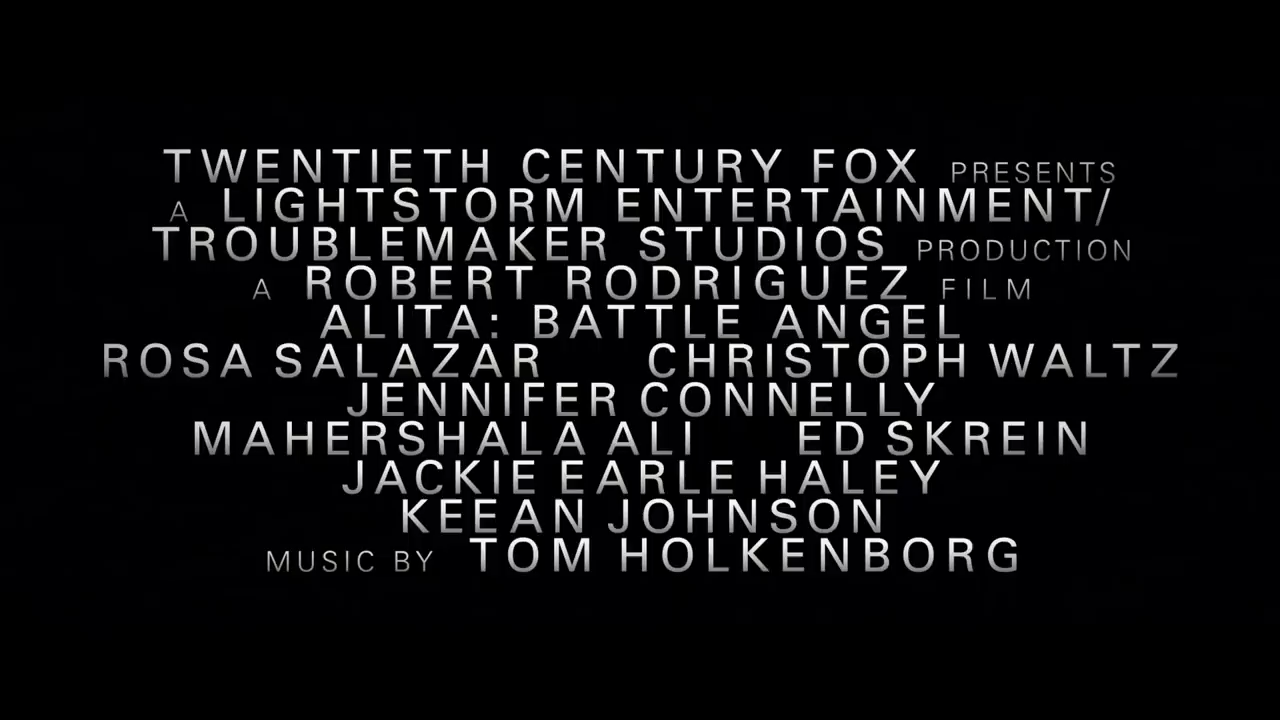 TWENTIETH CENTURY FOX PRESENTS
A LIGHTSTORM ENTERTAINMENT/
TROUBLEMAKER STUDIOS PRODUCTION
A ROBERT RODRIGUEZ FILM
ALITA: BATTLE ANGEL
ROSA SALAZAR CHRISTOPH WALTZ
JENNIFER CONNELLY
MAHERSHALA ALI ED SKREIN
JACKIE EARLE HALEY
KEEAN JOHNSON
MUSIC BY TOM HOLKENBORG